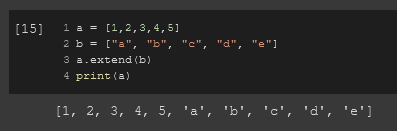 [15] 1 a = [1,2,3,4,5]
2 b = ["a", "b", "c", "d", "e"]
3 a.extend(b)
4 print(a)
[1, 2, 3, 4, 5, 'a', 'b', 'c', 'd', 'e']